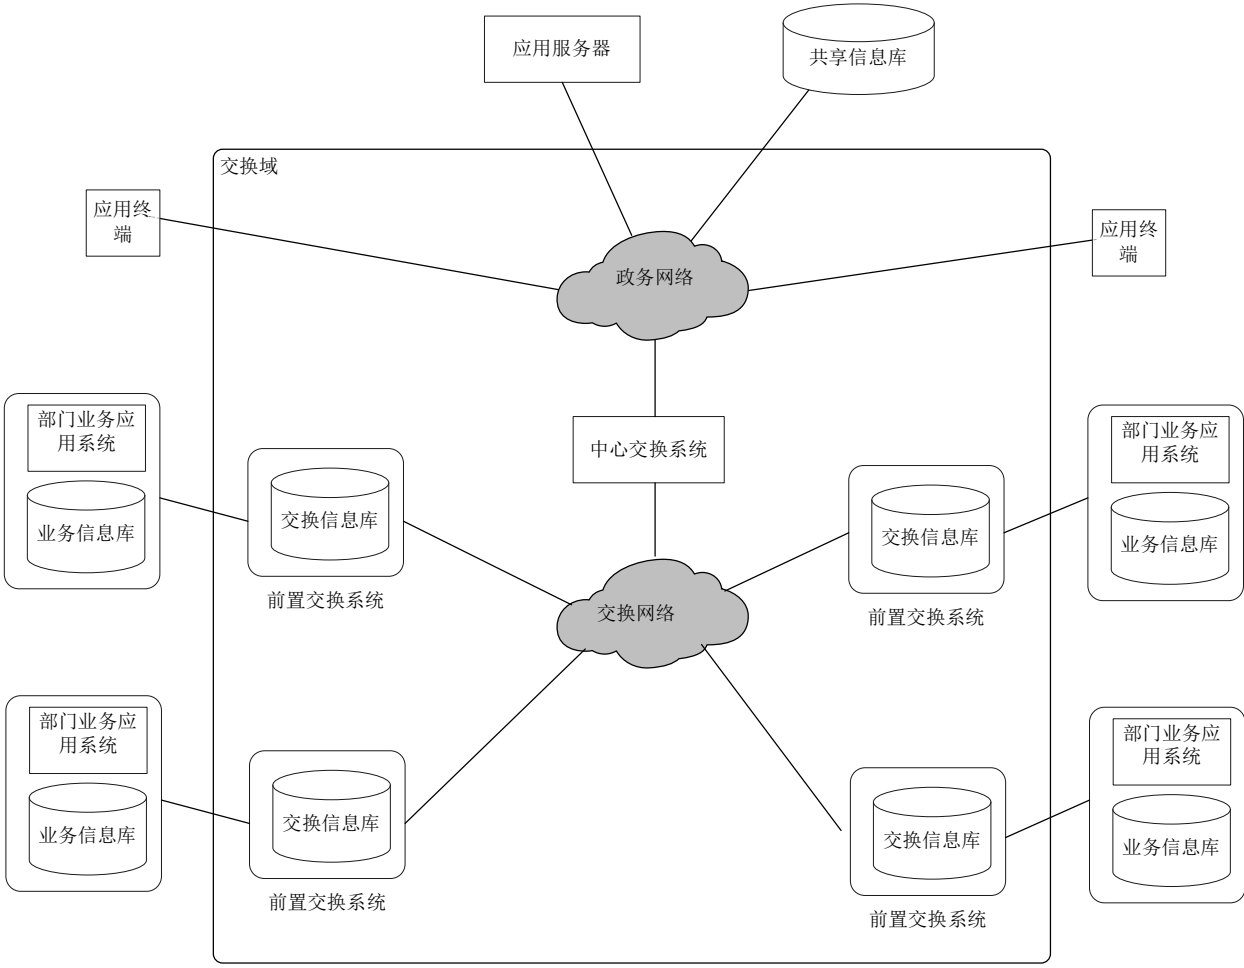 应用服务器
共享信息库
交换域
应用终
端
应用终
端
政务网络
部门业务应
用系统
业务信息库
交换信息库
前置交换系统
中心交换系统
交换网络
交换信息库
前置交换系统
部门业务应
用系统
业务信息库
部门业务应
用系统
业务信息库
交换信息库
前置交换系统
交换信息库
前置交换系统
部门业务应
用系统
业务信息库